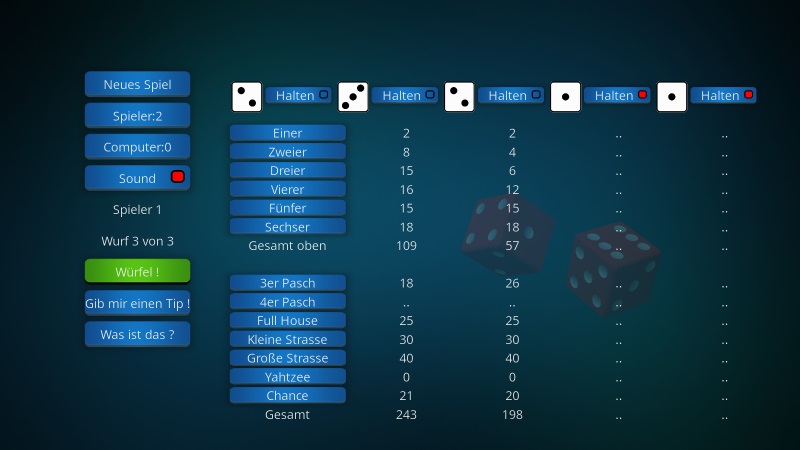 Neues Spiel
Spieler:2
Computer:0
Sound
Spieler 1
Wurf 3 von 3
Würfel !
Gib mir einen Tip !
Was ist das ?
Halten Halten Halten Halten Halten
Einer 2 2 .. ..
Zweier 8 4 .. ..
Dreier 15 6 .. ..
Vierer 16 12 .. ..
Fünfer 15 15 .. ..
Sechser 18 18 .. ..
Gesamt oben 109 57 .. ..
3er Pasch 18 26 .. ..
4er Pasch .. .. .. ..
Full House 25 25 .. ..
Kleine Strasse 30 30 .. ..
Große Strasse 40 40 .. ..
Yahtzee 0 0 .. ..
Chance 21 20 .. ..
Gesamt 243 198 .. ..